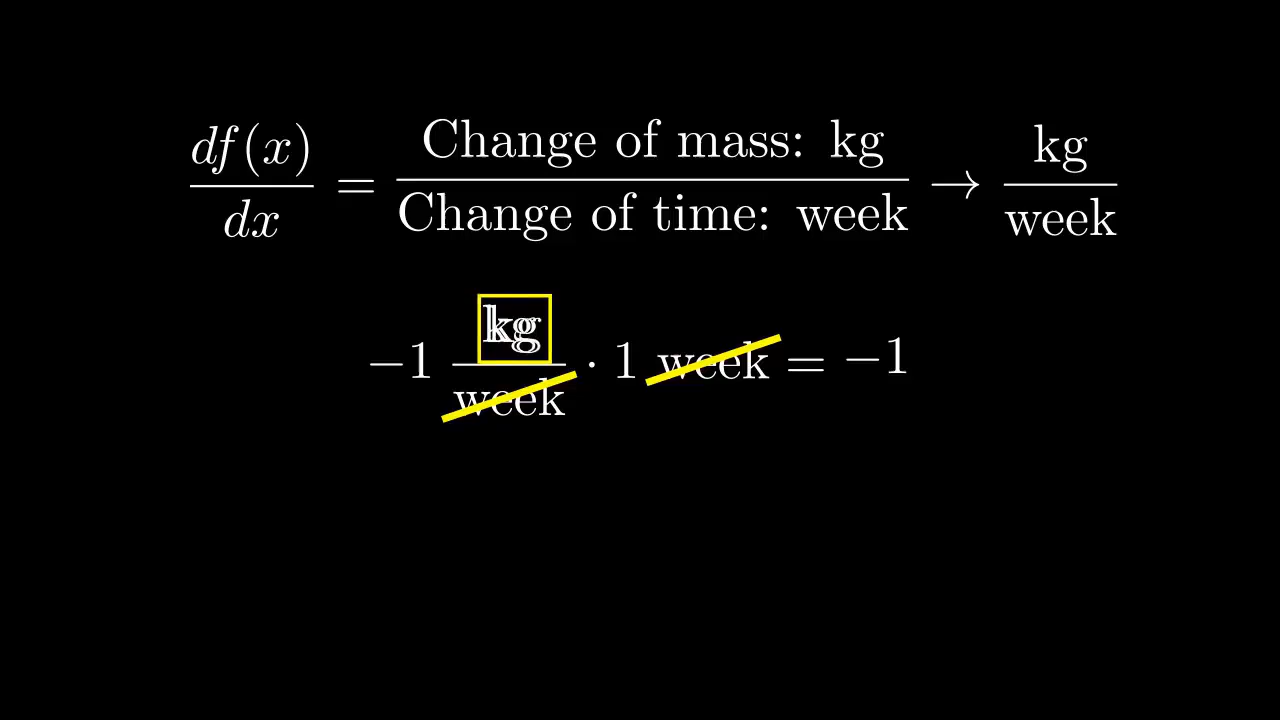 df(x)/dx = Change of mass: kg/Change of time: week → kg/week
−1 kg/week · 1 week = −1